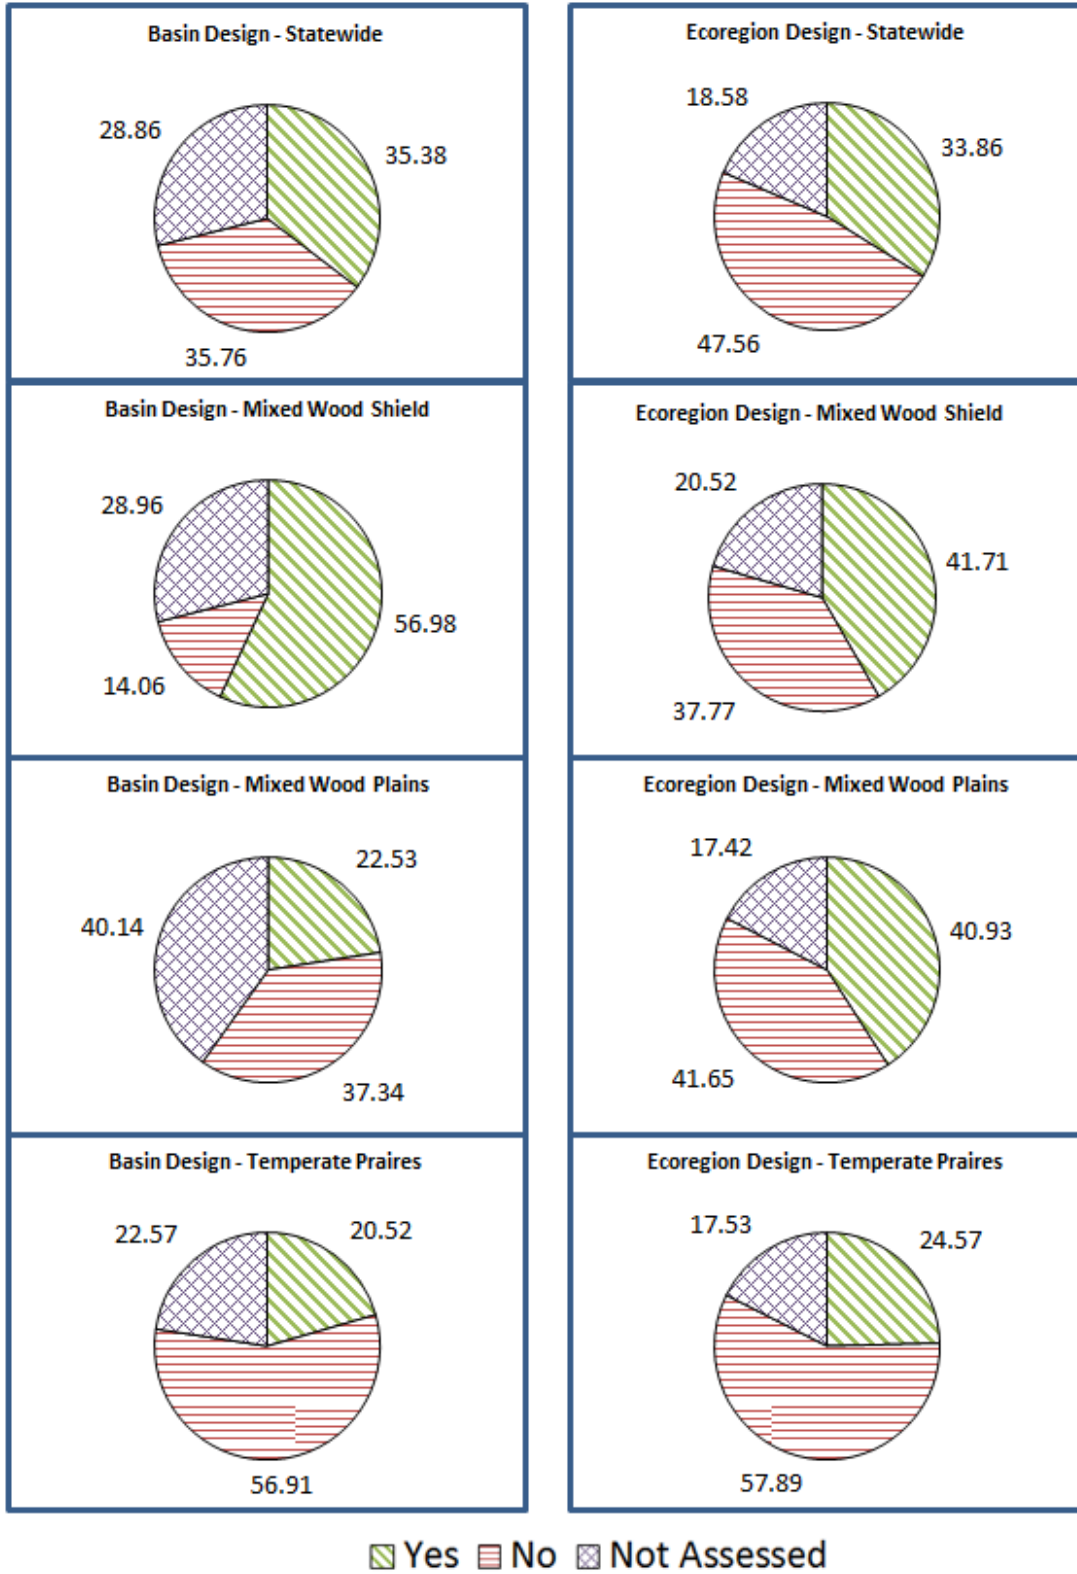 Basin Design - Statewide
28.86
35.38
35.76
Ecoregion Design - Statewide
18.58
33.86
47.56
Basin Design - Mixed Wood Shield
28.96
56.98
14.06
Ecoregion Design - Mixed Wood Shield
20.52
41.71
37.77
Basin Design - Mixed Wood Plains
22.53
40.14
37.34
Ecoregion Design - Mixed Wood Plains
17.42
40.93
41.65
Basin Design - Temperate Praires
22.57
20.52
56.91
Ecoregion Design - Temperate Praires
17.53
24.57
57.89
Yes No Not Assessed